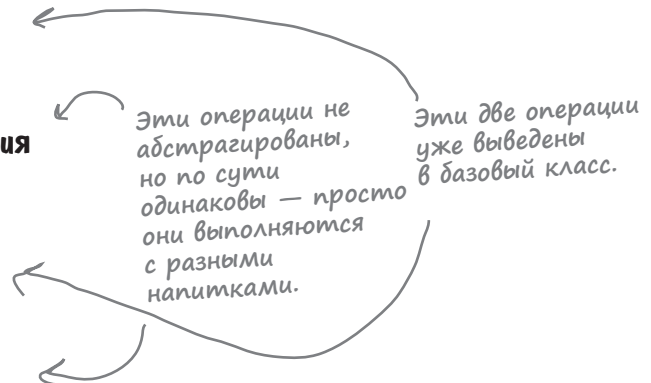 ия
Эти операции не
абстрагированы,
но по сути
одинаковы — просто
они выполняются
с разными
напитками.
Эти две операции
уже выведены
в базовый класс.